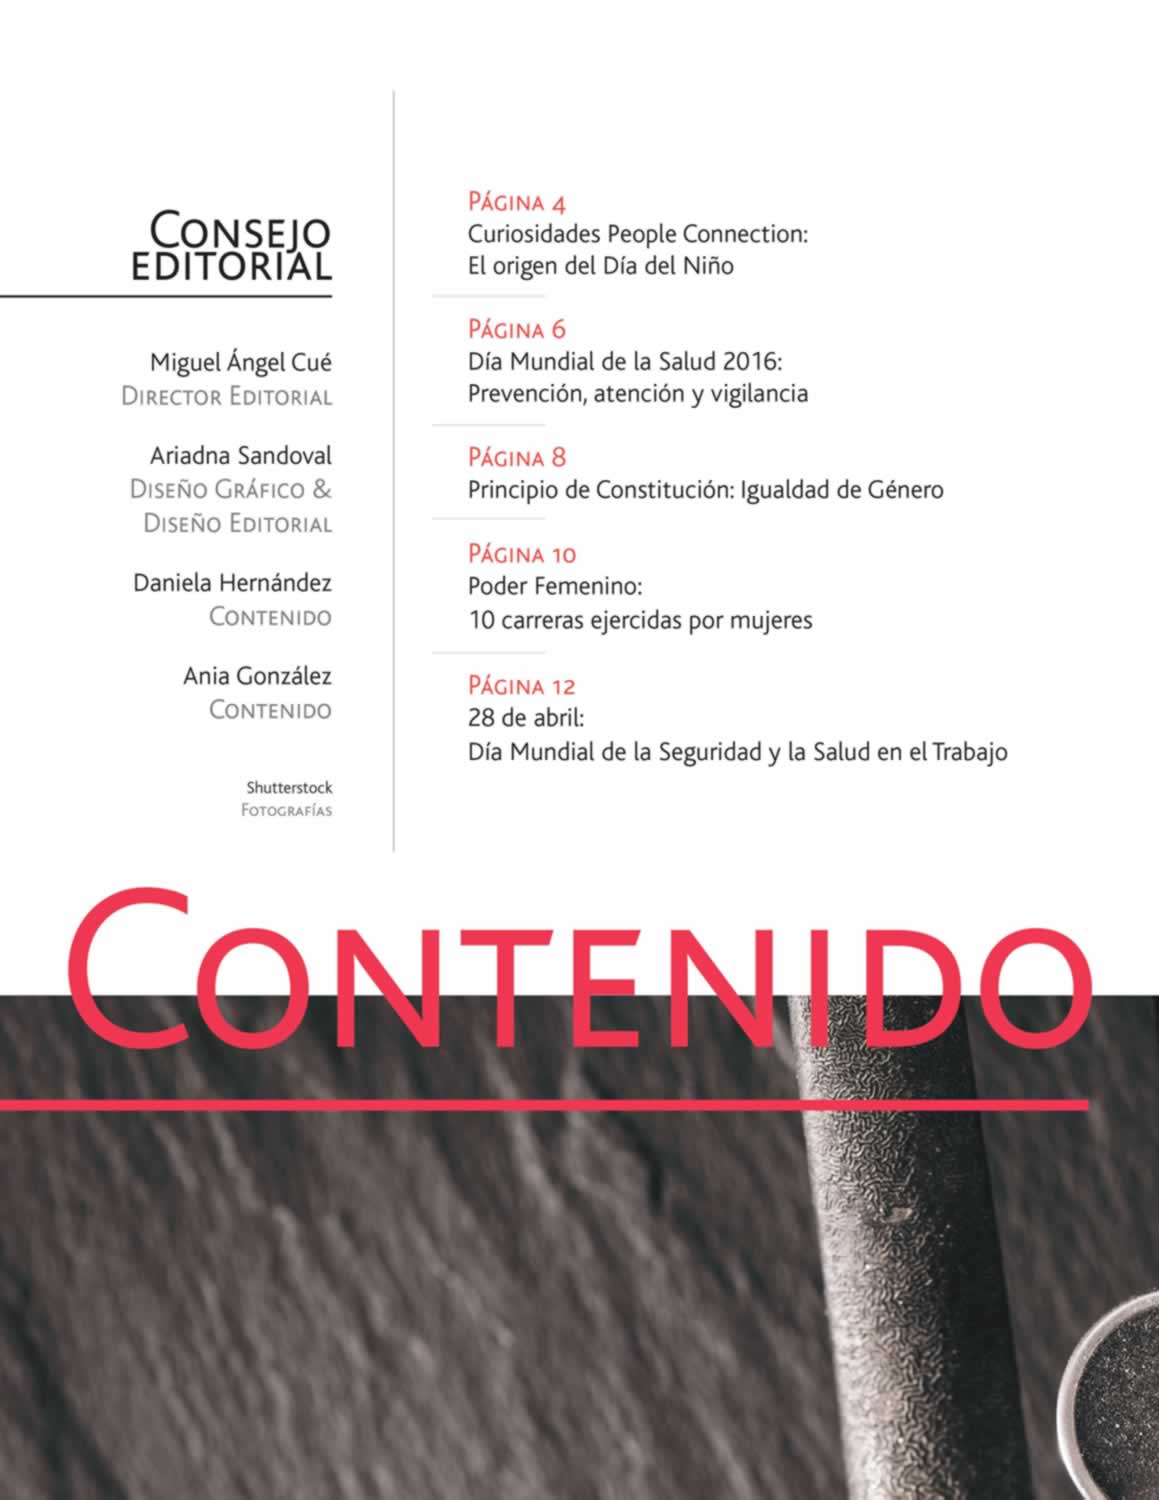 Consejo
editorial
Miguel Ángel Cué
Director Editorial
Ariadna Sandoval
Diseño Gráfico &
Diseño Editorial
Daniela Hernández
Contenido
Ania González
Contenido
Shutterstock
Fotografías
Página 4
Curiosidades People Connection:
El origen del Día del Niño
Página 6
Día Mundial de la Salud 2016:
Prevención, atención y vigilancia
Página 8
Principio de Constitución: Igualdad de Género
Página 10
Poder Femenino:
10 carreras ejercidas por mujeres
Página 12
28 de abril:
Día Mundial de la Seguridad y la Salud en el Trabajo
Contenido